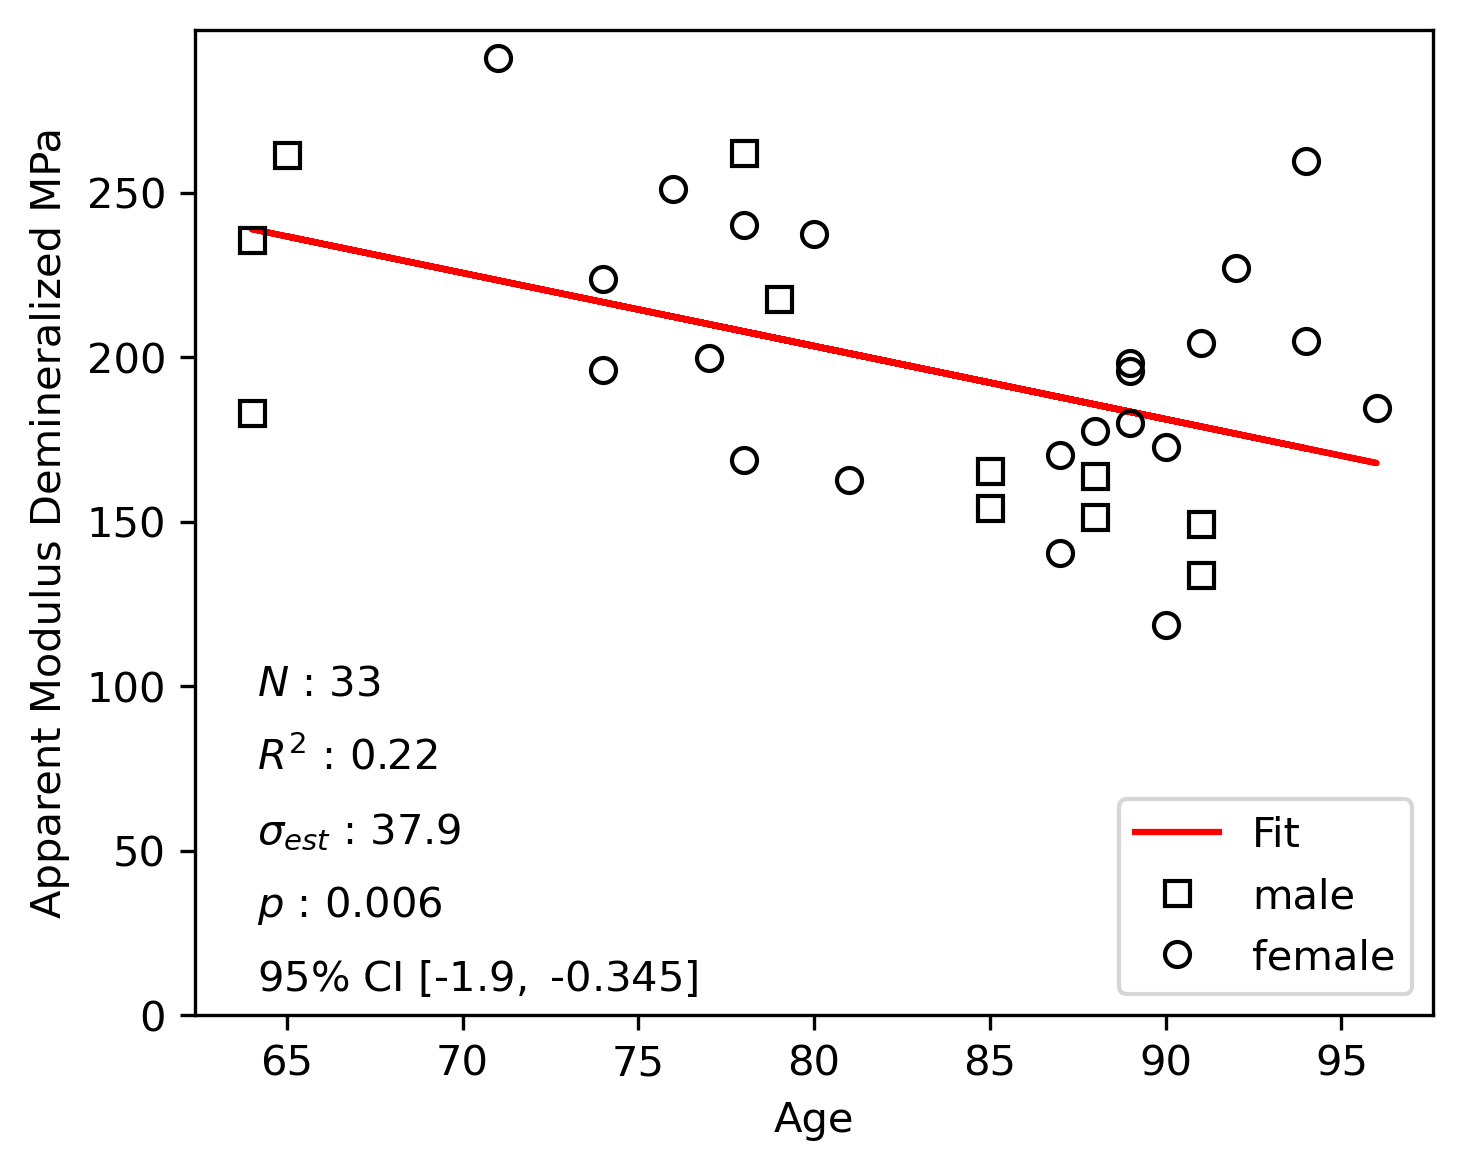 Apparent Modulus Demineralized MPa
250
200
150
100
50
0
N : 33
R² : 0.22
σest : 37.9
p : 0.006
95% CI [-1.9, -0.345]
Fit
male
female
65 70 75 80 85 90 95
Age